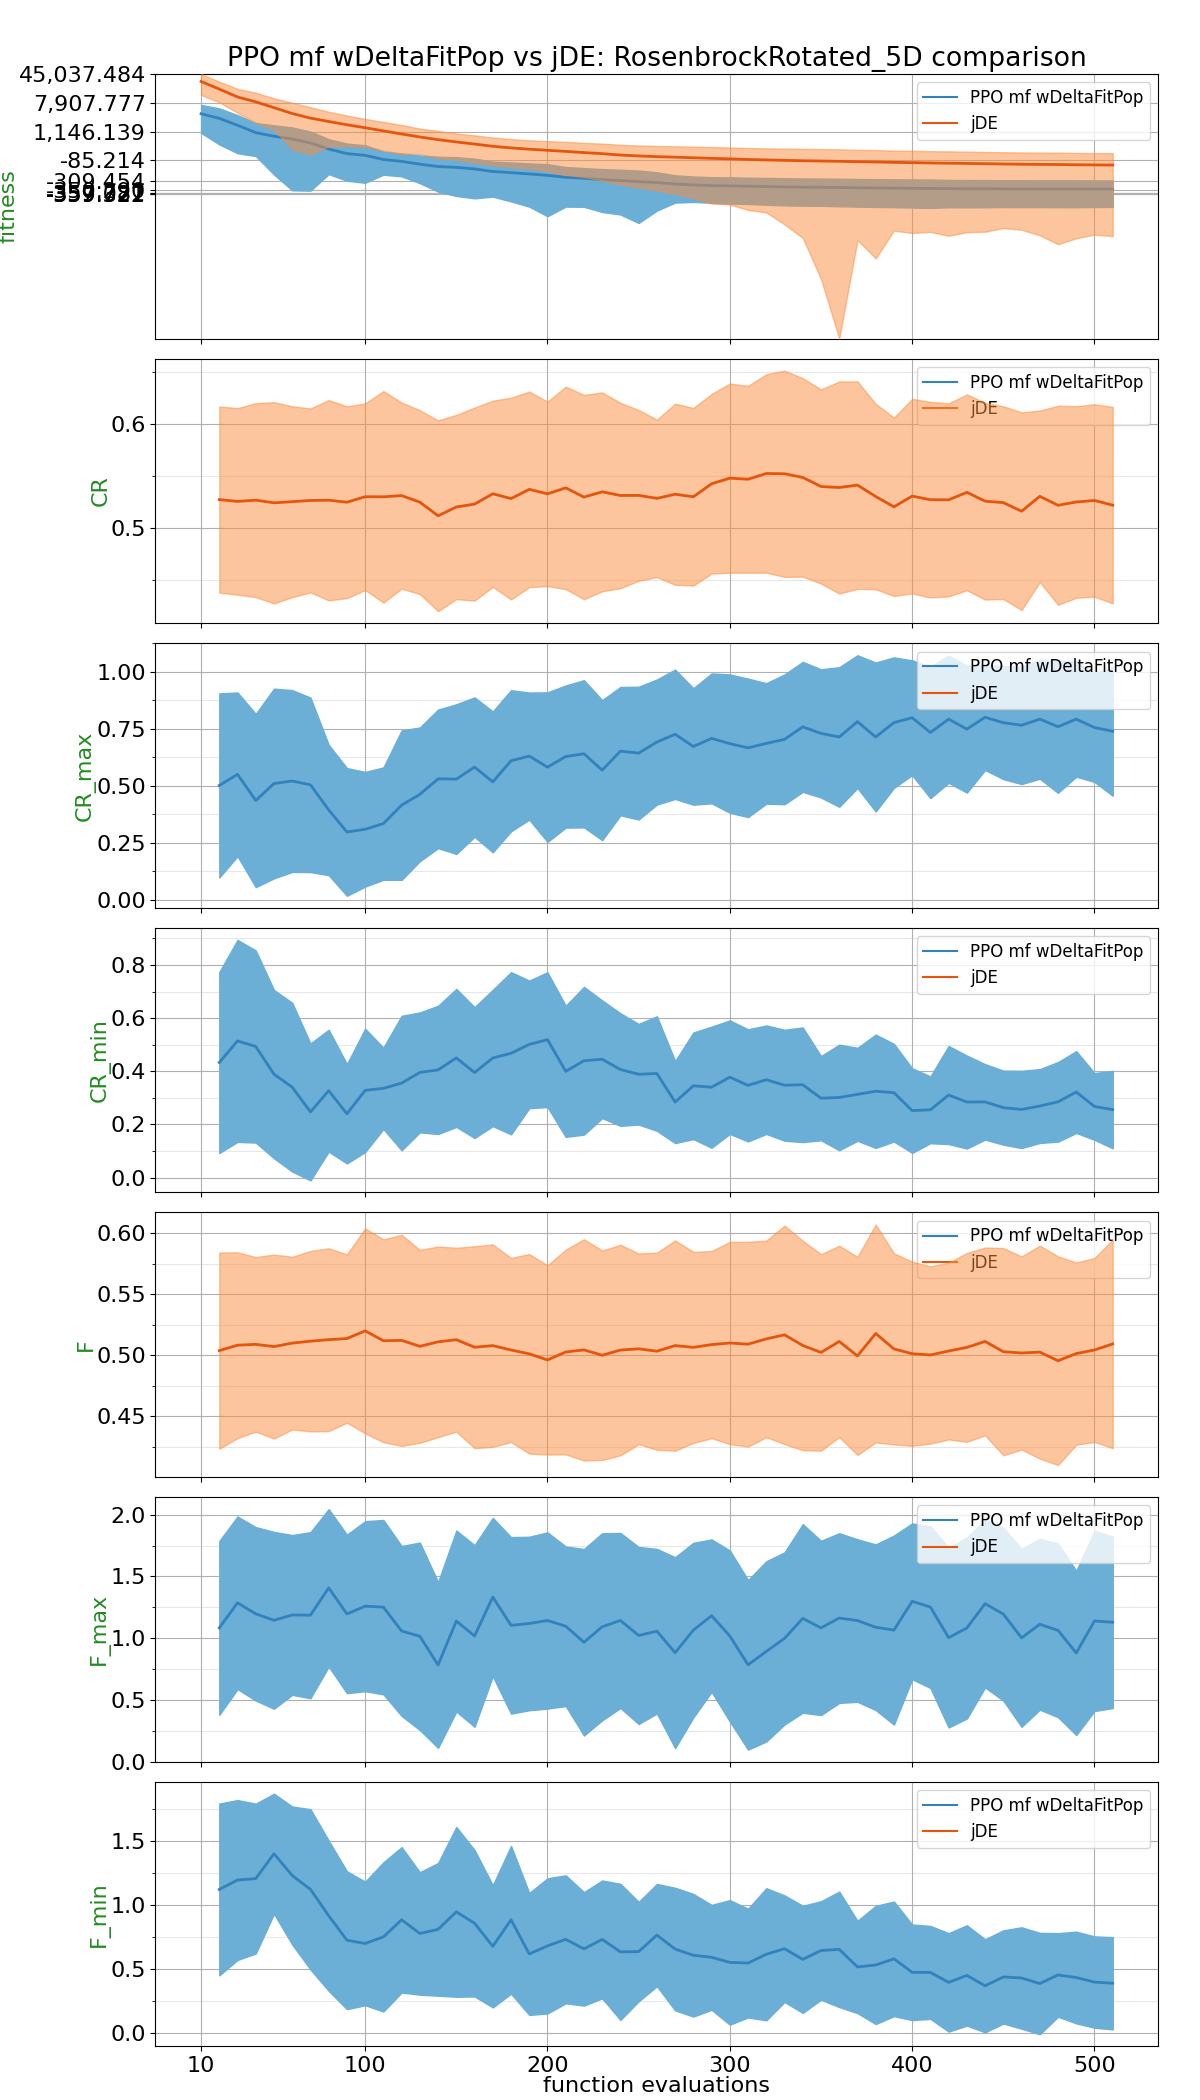 PPO mf wDeltaFitPop vs jDE: RosenbrockRotated_5D comparison
45,037.484
7,907.777
1,146.139
-85.214
-309.454
fitness
PPO mf wDeltaFitPop
jDE
0.6
0.5
CR
PPO mf wDeltaFitPop
jDE
1.00
0.75
0.50
0.25
0.00
CR_max
PPO mf wDeltaFitPop
jDE
0.8
0.6
0.4
0.2
0.0
CR_min
PPO mf wDeltaFitPop
jDE
0.60
0.55
0.50
0.45
F
PPO mf wDeltaFitPop
jDE
2.0
1.5
1.0
0.5
0.0
F_max
PPO mf wDeltaFitPop
jDE
1.5
1.0
0.5
0.0
F_min
PPO mf wDeltaFitPop
jDE
10 100 200 300 400 500
function evaluations